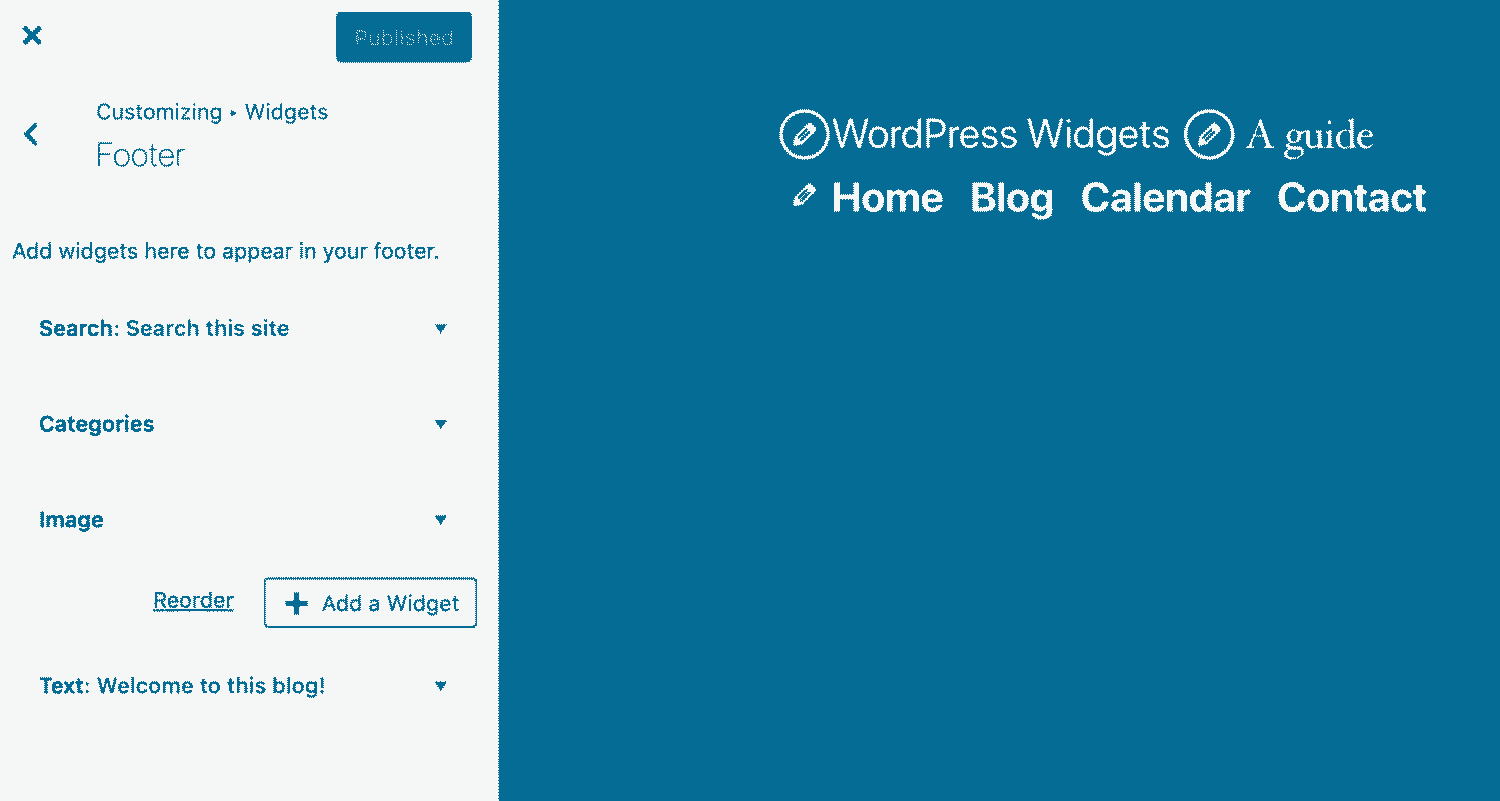 Published
Customizing ▸ Widgets
Footer
Add widgets here to appear in your footer.
Search: Search this site
Categories
Image
Reorder
Add a Widget
Text: Welcome to this blog!
WordPress Widgets A guide
Home Blog Calendar Contact